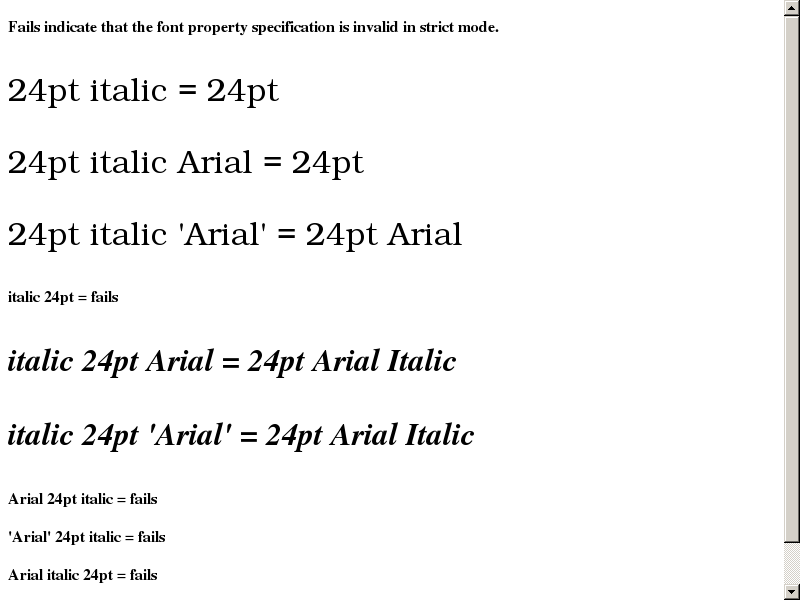 Fails indicate that the font property specification is invalid in strict mode.
24pt italic = 24pt
24pt italic Arial = 24pt
24pt italic 'Arial' = 24pt Arial
italic 24pt = fails
italic 24pt Arial = 24pt Arial Italic
italic 24pt 'Arial' = 24pt Arial Italic
Arial 24pt italic = fails
'Arial' 24pt italic = fails
Arial italic 24pt = fails